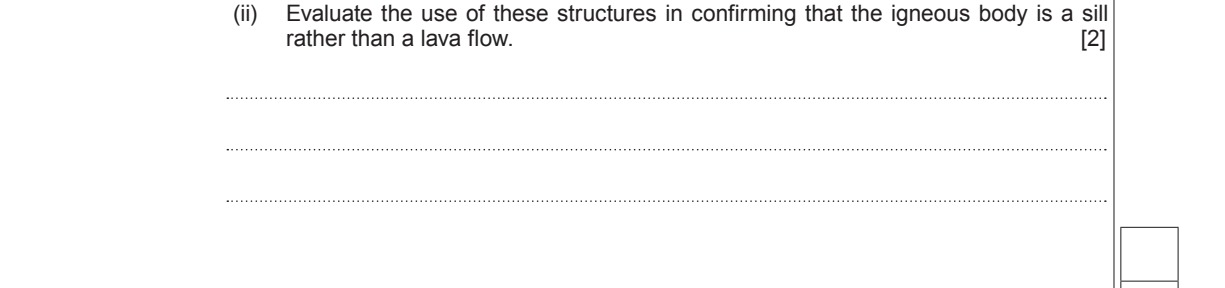 (ii) Evaluate the use of these structures in confirming that the igneous body is a sill
rather than a lava flow. [2]